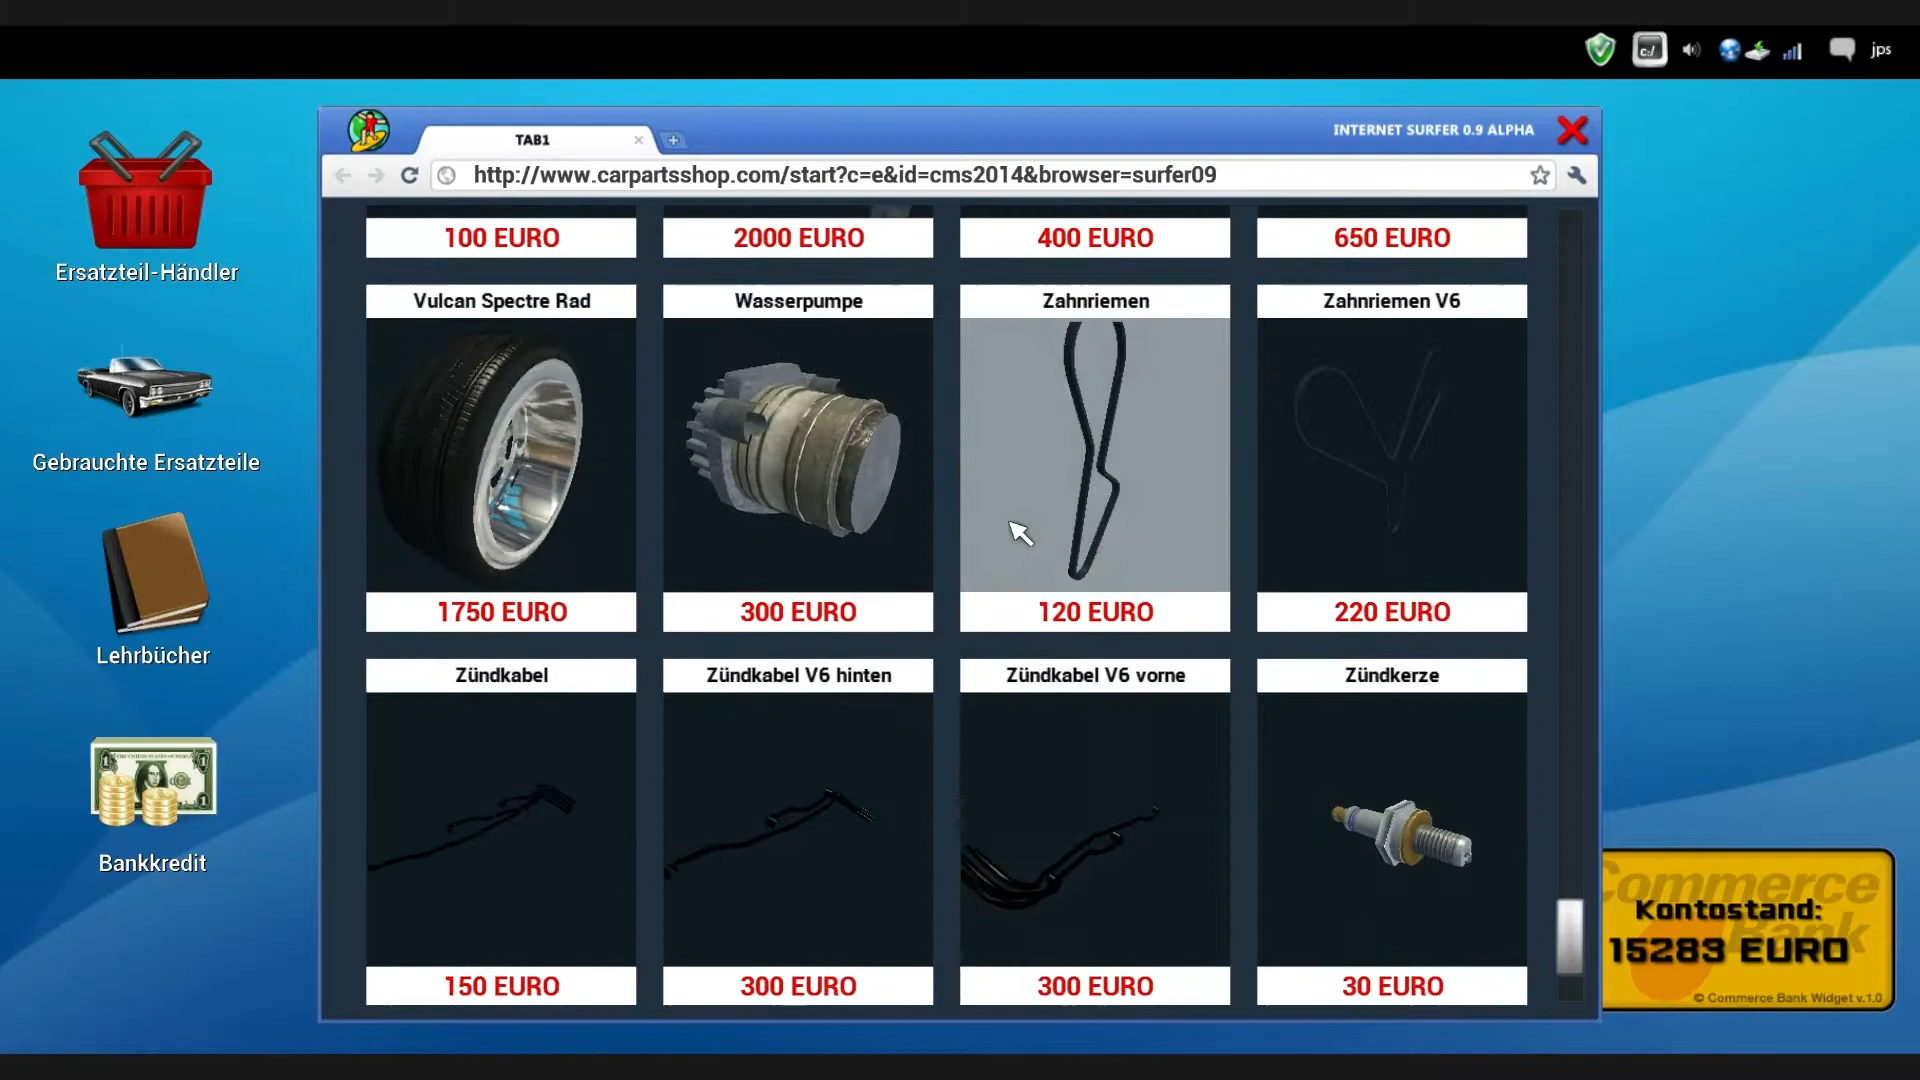 jps
TAB1
INTERNET SURFER 0.9 ALPHA
http://www.carpartsshop.com/start?c=e&id=cms2014&browser=surfer09
Ersatzteil-Händler
Gebrauchte Ersatzteile
Lehrbücher
Bankkredit
100 EURO
2000 EURO
400 EURO
650 EURO
Vulcan Spectre Rad
Wasserpumpe
Zahnriemen
Zahnriemen V6
1750 EURO
300 EURO
120 EURO
220 EURO
Zündkabel
Zündkabel V6 hinten
Zündkabel V6 vorne
Zündkerze
150 EURO
300 EURO
300 EURO
30 EURO
Commerce
Bank
Kontostand:
15283 EURO
© Commerce Bank Widget v.1.0